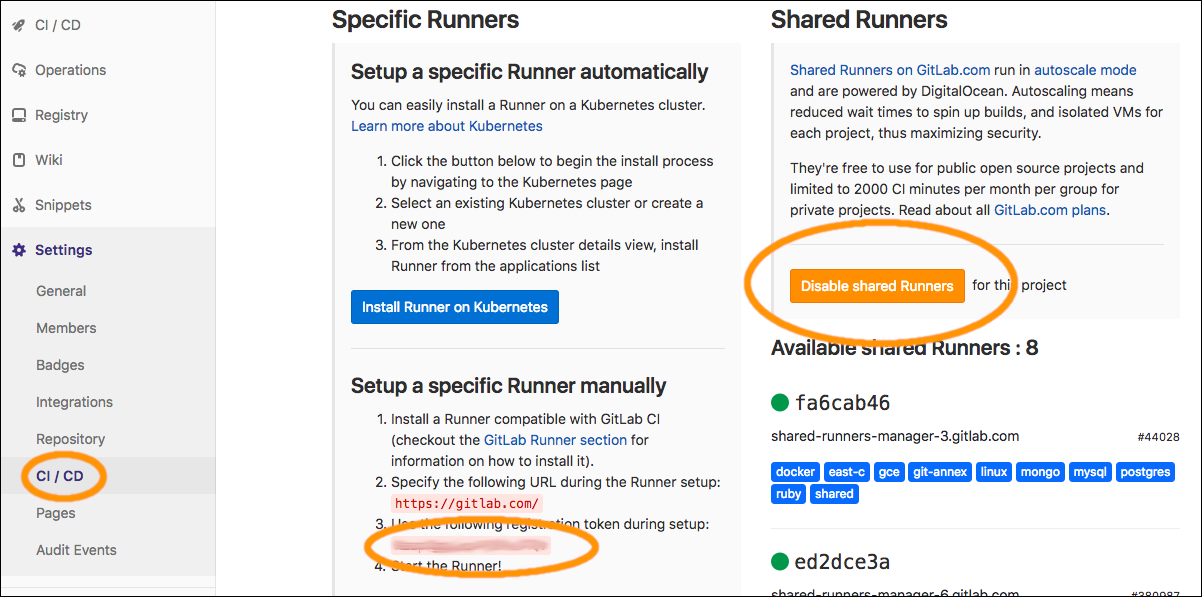 CI / CD
Operations
Registry
Wiki
Snippets
Settings
General
Members
Badges
Integrations
Repository
CI / CD
Pages
Audit Events
Specific Runners
Setup a specific Runner automatically
You can easily install a Runner on a Kubernetes cluster.
Learn more about Kubernetes
1. Click the button below to begin the install process
by navigating to the Kubernetes page
2. Select an existing Kubernetes cluster or create a
new one
3. From the Kubernetes cluster details view, install
Runner from the applications list
Install Runner on Kubernetes
Setup a specific Runner manually
1. Install a Runner compatible with GitLab CI
(checkout the GitLab Runner section for
information on how to install it).
2. Specify the following URL during the Runner setup:
https://gitlab.com/
3. Use the following registration token during setup:
4. Start the Runner!
Shared Runners
Shared Runners on GitLab.com run in autoscale mode
and are powered by DigitalOcean. Autoscaling means
reduced wait times to spin up builds, and isolated VMs for
each project, thus maximizing security.
They're free to use for public open source projects and
limited to 2000 CI minutes per month per group for
private projects. Read about all GitLab.com plans.
Disable shared Runners for this project
Available shared Runners : 8
fa6cab46
shared-runners-manager-3.gitlab.com #44028
docker east-c gce git-annex linux mongo mysql postgres
ruby shared
ed2dce3a
shared-runners-manager-6.gitlab.com #380987